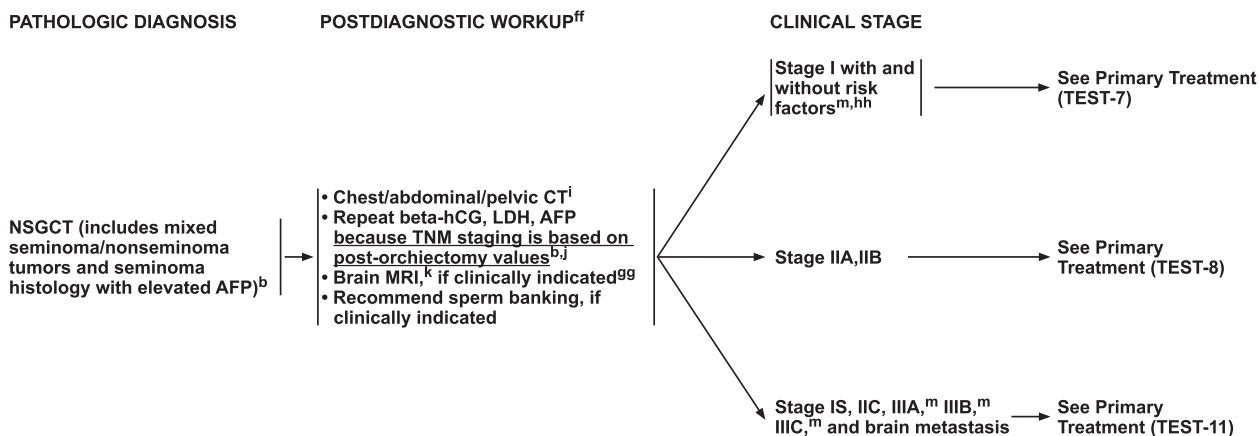 PATHOLOGIC DIAGNOSIS
POSTDIAGNOSTIC WORKUPff
CLINICAL STAGE
NSGCT (includes mixed
seminoma/nonseminoma
tumors and seminoma
histology with elevated AFP)b
• Chest/abdominal/pelvic CTi
• Repeat beta-hCG, LDH, AFP
because TNM staging is based on
post-orchiectomy valuesb,j
• Brain MRI,k if clinically indicatedgg
• Recommend sperm banking, if
clinically indicated
Stage I with and
without risk
factorsm,hh
See Primary Treatment
(TEST-7)
Stage IIA,IIB
See Primary
Treatment (TEST-8)
Stage IS, IIC, IIIA,m IIIB,m
IIIC,m and brain metastasis
See Primary
Treatment (TEST-11)